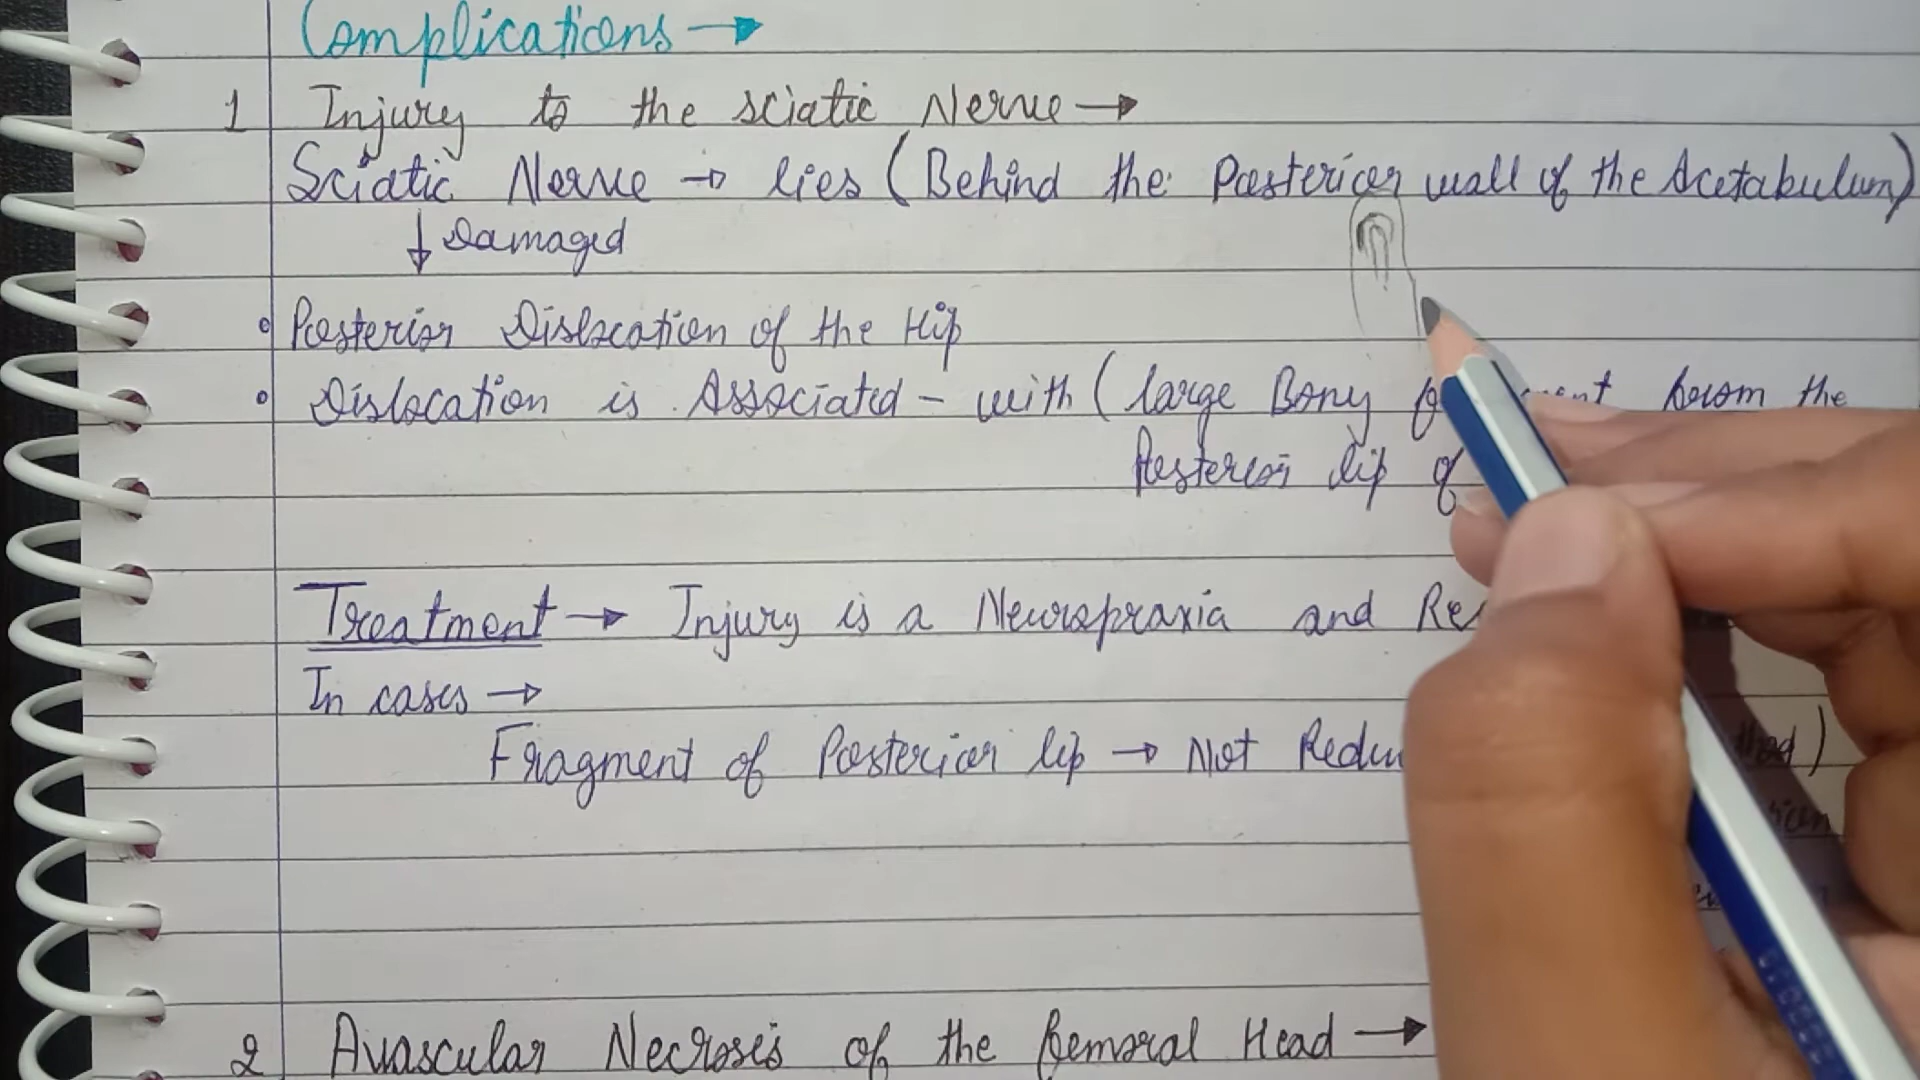 Complications →
1 Injury to the sciatic Nerve →
Sciatic Nerve → lies (Behind the Posterior wall of the Acetabulum)
↓ Damaged
Posterior Dislocation of the Hip
Dislocation is Associated - with (large Bony from the
Posterior lip of
Treatment → Injury is a Neuropraxia and
In cases →
Fragment of Posterior lip → Not
2 Avascular Necrosis of the femoral Head →